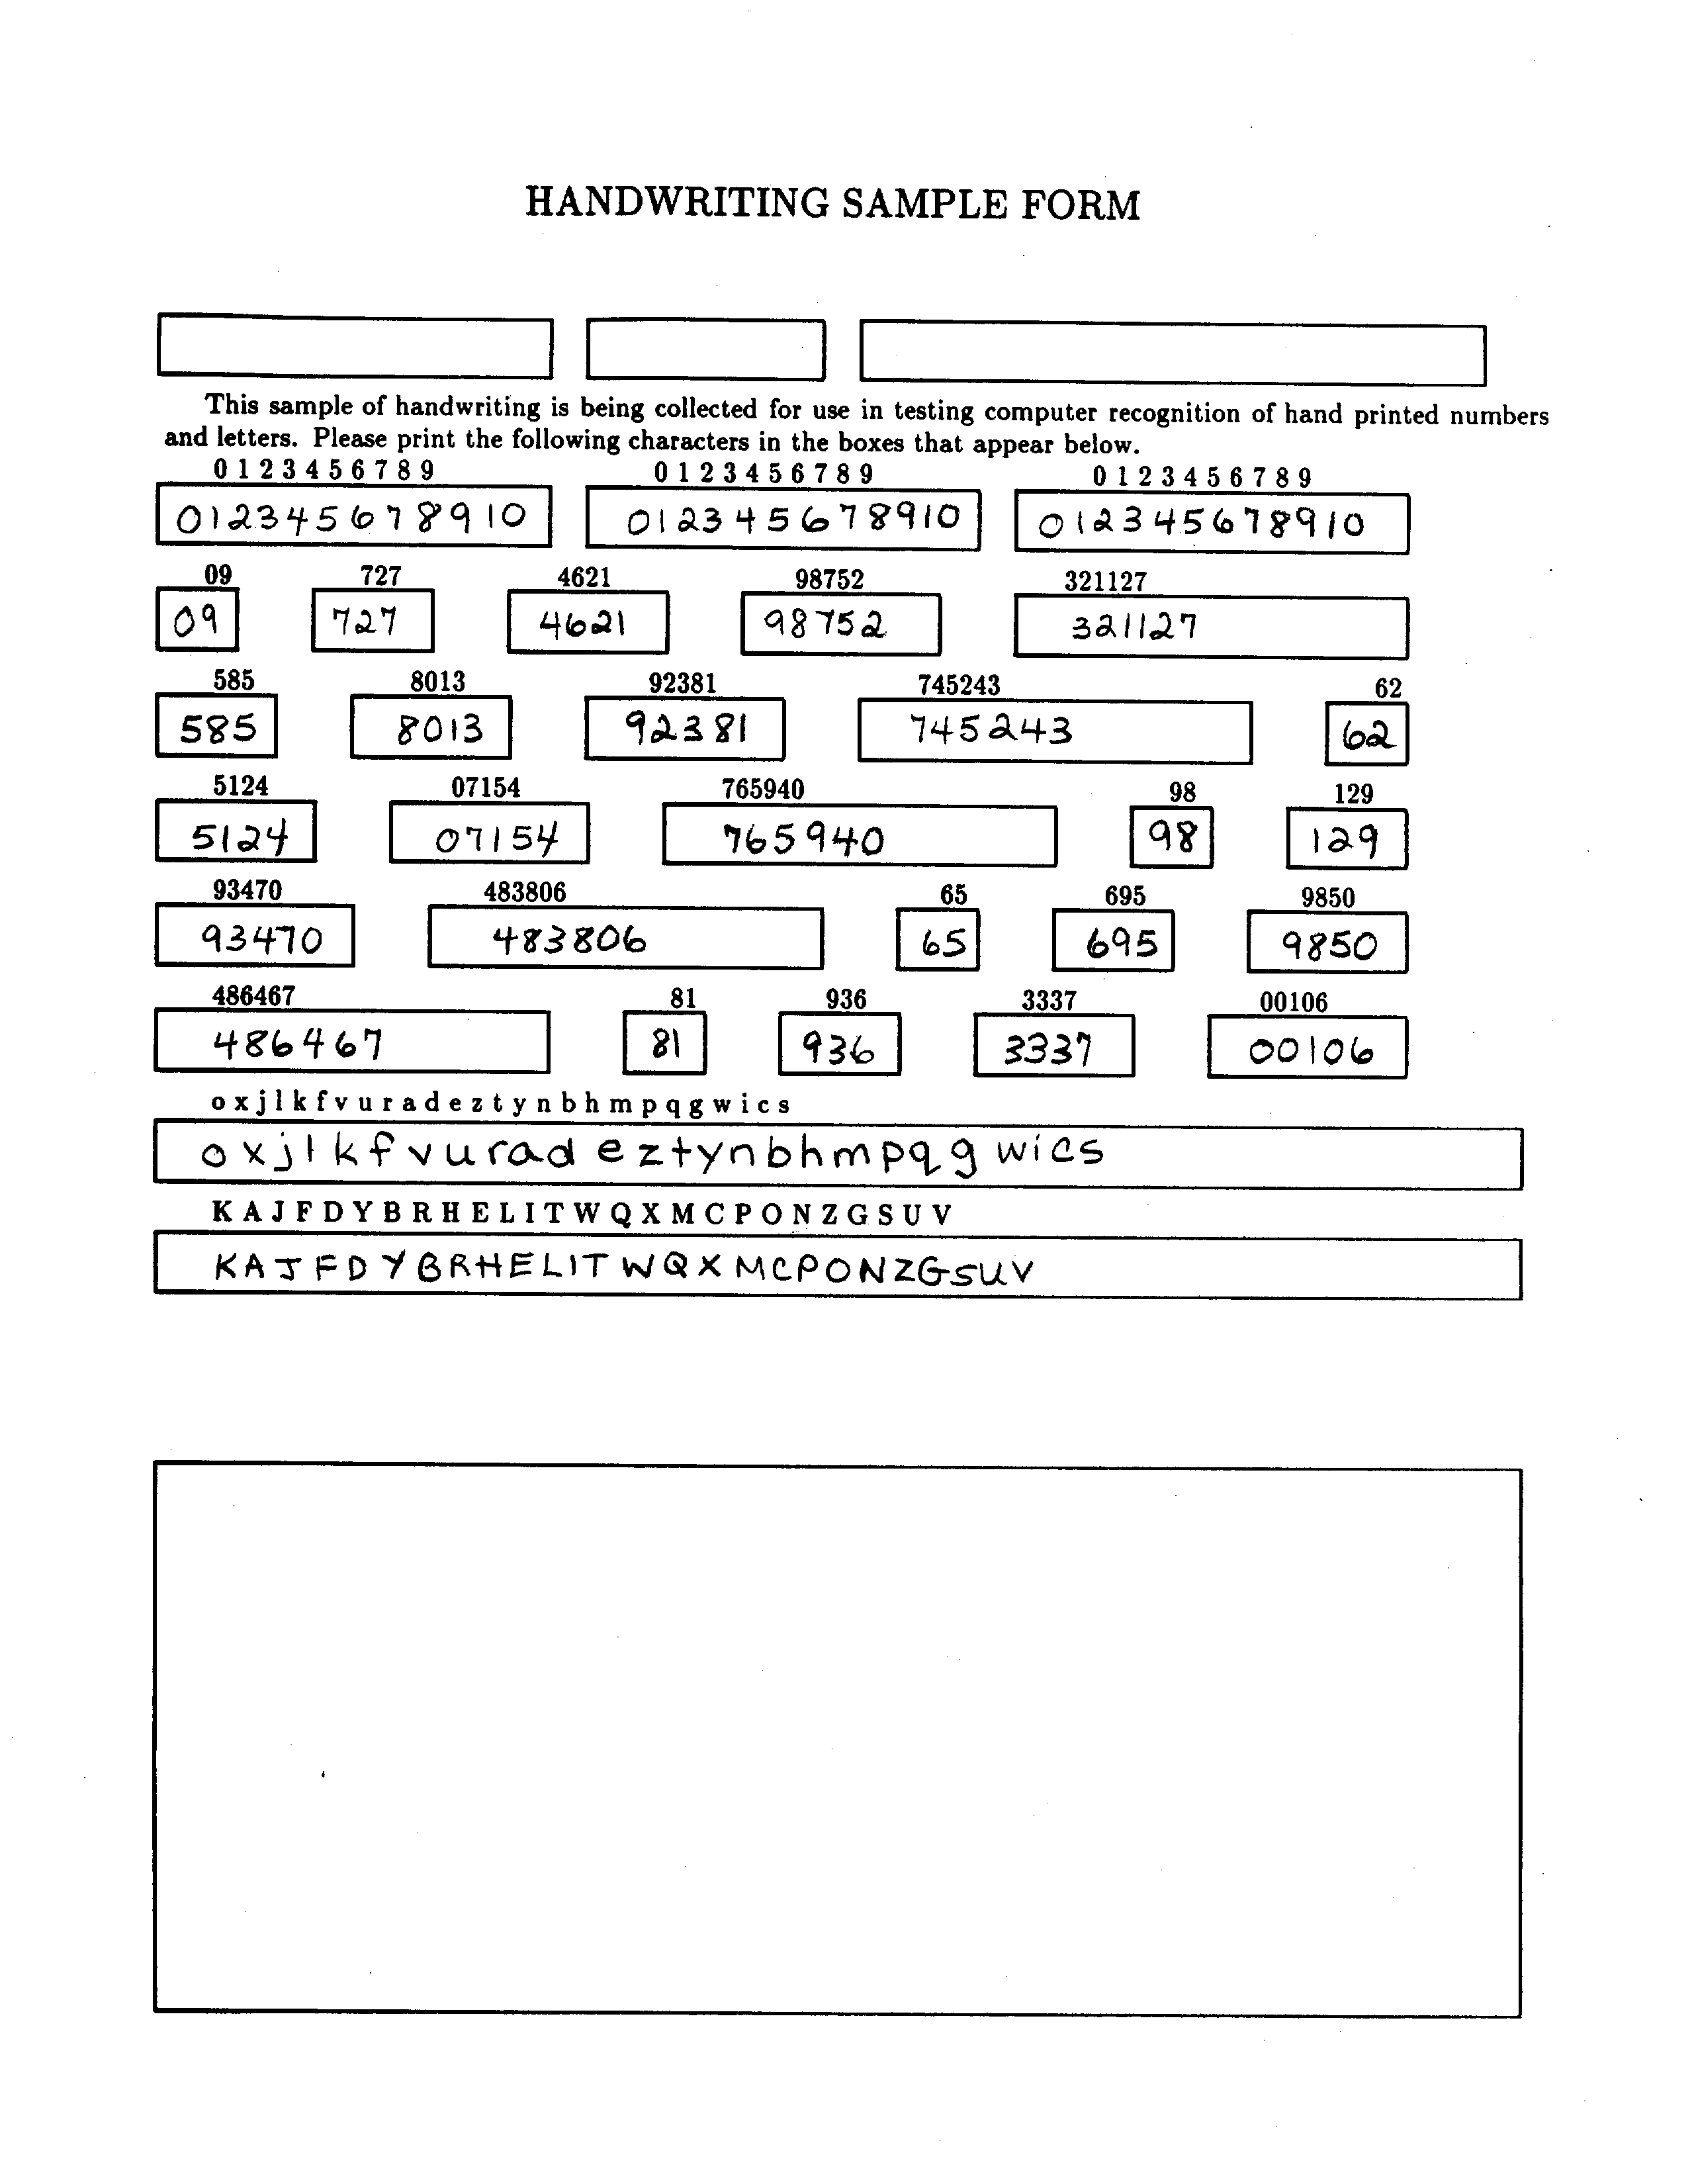 HANDWRITING SAMPLE FORM
This sample of handwriting is being collected for use in testing computer recognition of hand printed numbers
and letters. Please print the following characters in the boxes that appear below.
0 1 2 3 4 5 6 7 8 9 0 1 2 3 4 5 6 7 8 9 0 1 2 3 4 5 6 7 8 9
012345678910 012345678910 012345678910
09 727 4621 98752 321127
09 727 4621 98752 321127
585 8013 92381 745243 62
585 8013 92381 745243 62
5124 07154 765940 98 129
5124 07154 765940 98 129
93470 483806 65 695 9850
93470 483806 65 695 9850
486467 81 936 3337 00106
486467 81 936 3337 00106
o x j l k f v u r a d e z t y n b h m p q g w i c s
oxjlkfvuradeztynbhmpqgwics
K A J F D Y B R H E L I T W Q X M C P O N Z G S U V
KAJFDYBRHELITWQXMCPONZGSUV